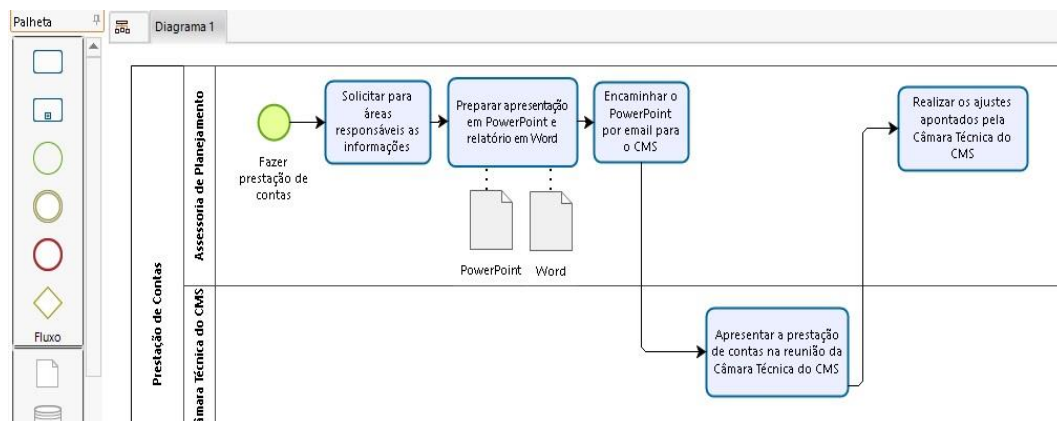 Palheta
Diagrama 1
Fluxo
Prestação de Contas
Assessoria de Planejamento
Fazer
prestação de
contas
Solicitar para
áreas
responsáveis as
informações
Preparar apresentação
em PowerPoint e
relatório em Word
PowerPoint
Word
Encaminhar o
PowerPoint
por email para
o CMS
Realizar os ajustes
apontados pela
Câmara Técnica do
CMS
âmara Técnica do CMS
Apresentar a prestação
de contas na reunião da
Câmara Técnica do CMS